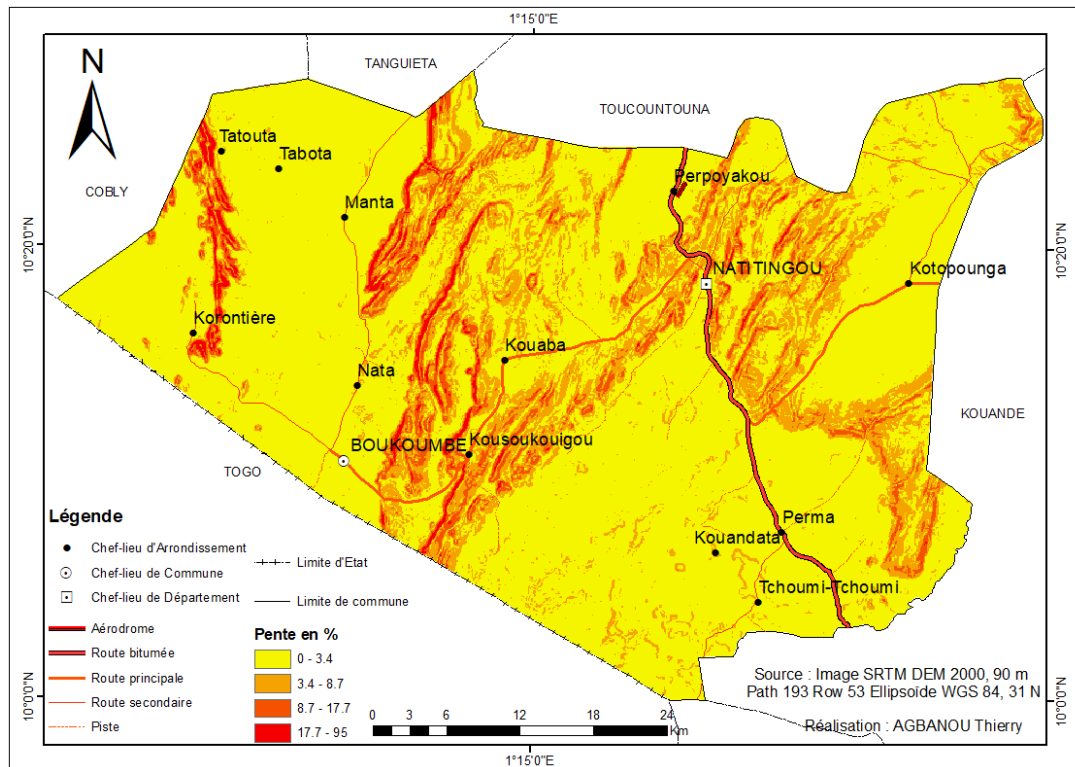 1°15'0"E
N
TANGUIETA
TOUCOUNTOUNA
COBLY
Tatouta
Tabota
Manta
Perpoyakou
10°20'0"N
10°20'0"N
NATITINGOU
Kotopounga
Korontière
Kouaba
Nata
KOUANDE
BOUKOUMBE
Kousoukouigou
TOGO
Perma
Kouandata
Tchoumi-Tchoumi
Légende
Chef-lieu d'Arrondissement
Chef-lieu de Commune
Chef-lieu de Département
Aérodrome
Route bitumée
Route principale
Route secondaire
Piste
Limite d'Etat
Limite de commune
Pente en %
0 - 3.4
3.4 - 8.7
8.7 - 17.7
17.7 - 95
0 3 6 12 18 24
Km
Source : Image SRTM DEM 2000, 90 m
Path 193 Row 53 Ellipsoïde WGS 84, 31 N
Réalisation : AGBANOU Thierry
10°0'0"N
10°0'0"N
1°15'0"E